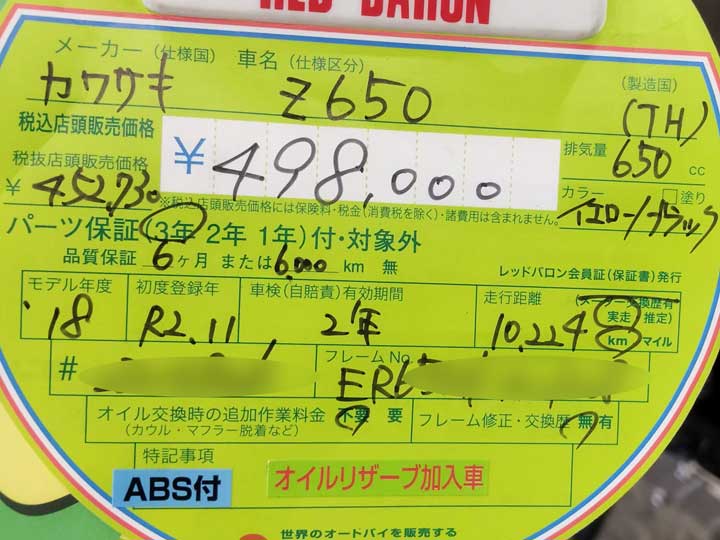 RED BARON
メーカー（仕様国） 車名（仕様区分） （製造国）
カワサキ Z650 （TH）
税込店頭販売価格 ¥498,000 排気量 650 cc
税抜店頭販売価格 ¥452,730 カラー □塗り
※税込店頭販売価格には保険料・税金（消費税を除く）・諸費用は含まれません。 イエロー/ブラック
パーツ保証（3年 2年 1年）付・対象外
品質保証 6ヶ月 または6,000km 無 レッドバロン会員証（保証書）発行
モデル年度 初度登録年 車検（自賠責）有効期間 走行距離 （メーター交換歴有
実走 推定）
'18 R2.11 2年 10,224 km マイル
# フレームNo. ER65
オイル交換時の追加作業料金 不要 要 フレーム修正・交換歴 無 有
（カウル・マフラー脱着など）
特記事項
ABS付 オイルリザーブ加入車
世界のオートバイを販売する